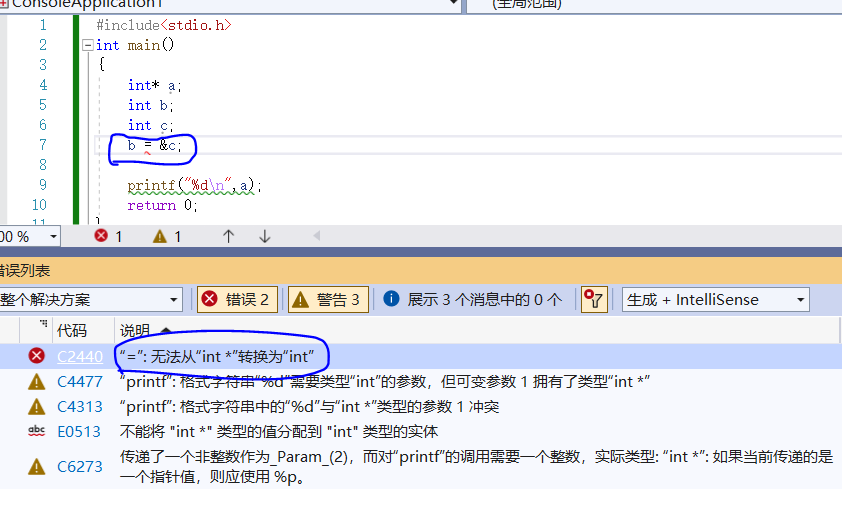 ConsoleApplication1 (全局范围)
1 #include<stdio.h>
2 int main()
3 {
4 int* a;
5 int b;
6 int c;
7 b = &c;
8
9 printf("%d\n",a);
10 return 0;
11 }
00 % 1 1
错误列表
整个解决方案 错误 2 警告 3 展示 3 个消息中的 0 个 生成 + IntelliSense
代码 说明
C2440 “=”: 无法从“int *”转换为“int”
C4477 “printf”: 格式字符串“%d”需要类型“int”的参数，但可变参数 1 拥有了类型“int *”
C4313 “printf”: 格式字符串中的“%d”与“int *”类型的参数 1 冲突
abc E0513 不能将 "int *" 类型的值分配到 "int" 类型的实体
C6273 传递了一个非整数作为_Param_(2)，而对“printf”的调用需要一个整数，实际类型: “int *”: 如果当前传递的是
一个指针值，则应使用 %p。